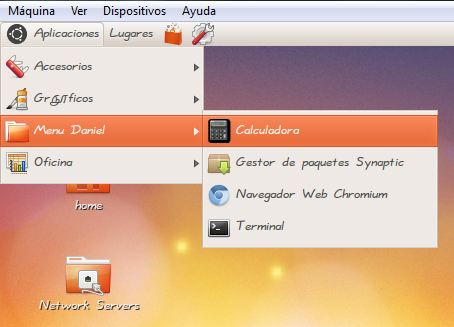 Máquina Ver Dispositivos Ayuda
Aplicaciones Lugares
Accesorios
Menu Daniel
Oficina
Calculadora
Gestor de paquetes Synaptic
Navegador Web Chromium
Terminal
home
Network Servers